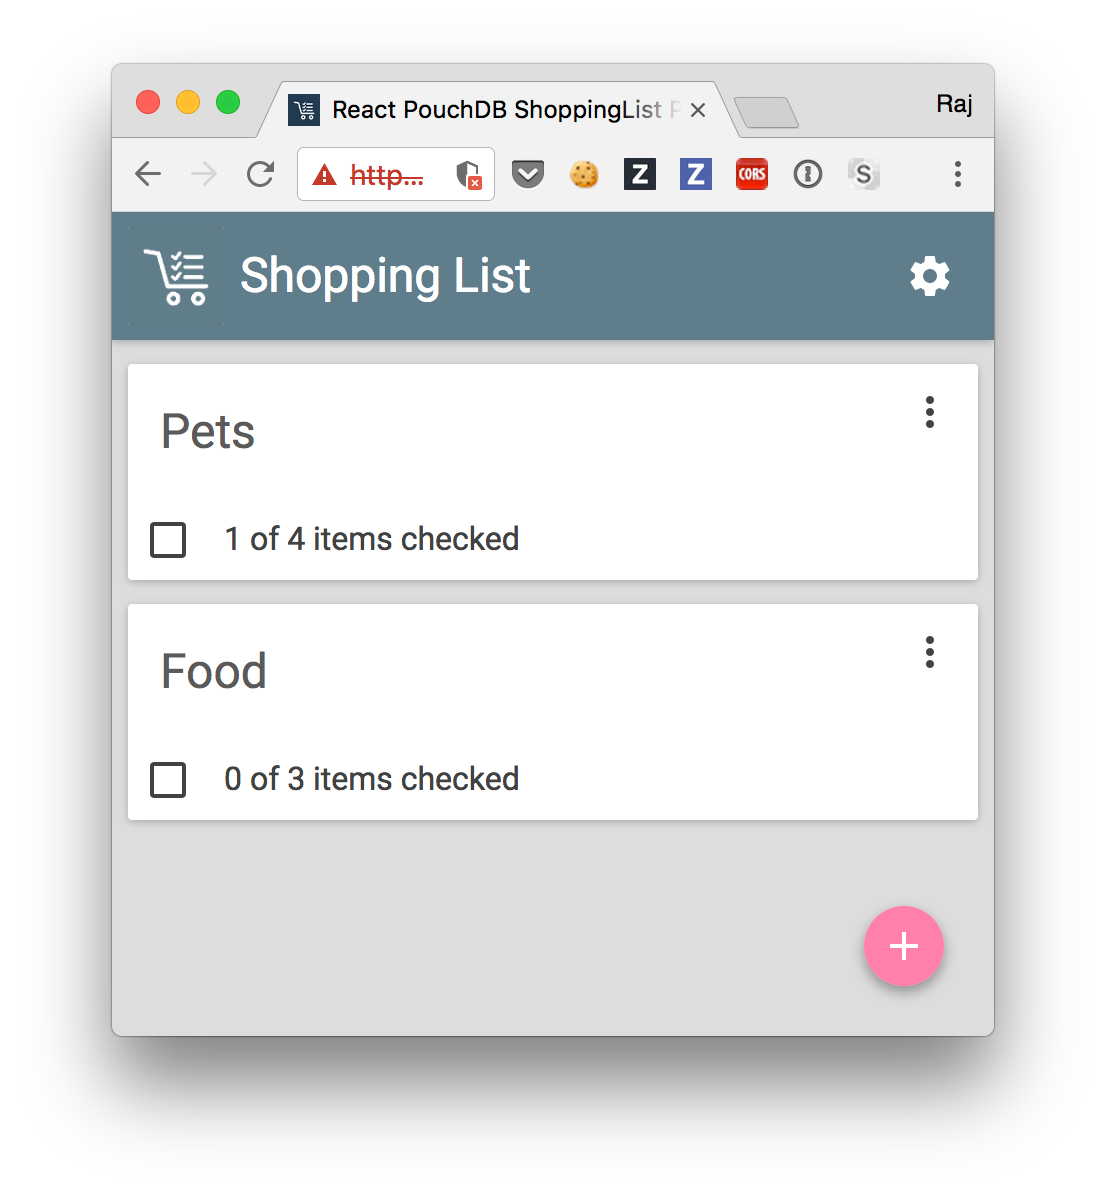 React PouchDB ShoppingList
Raj
http...
Z
Z
CORS
S
Shopping List
Pets
1 of 4 items checked
Food
0 of 3 items checked